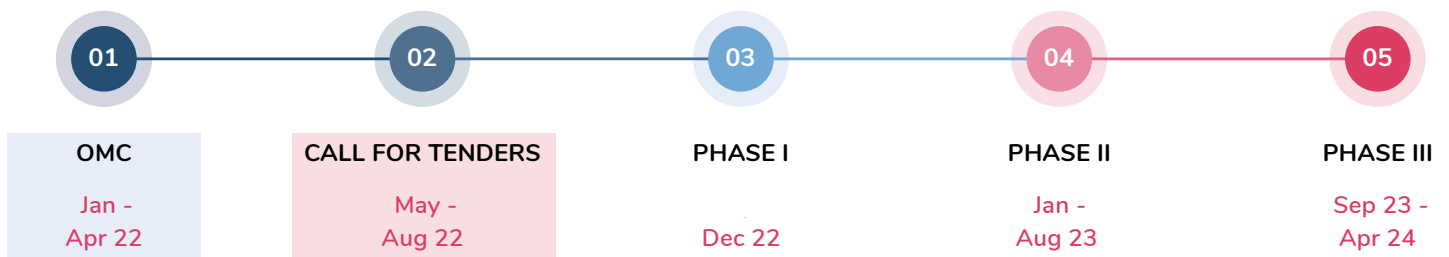 01
02
03
04
05
OMC
CALL FOR TENDERS
PHASE I
PHASE II
PHASE III
Jan -
Apr 22
May -
Aug 22
Dec 22
Jan -
Aug 23
Sep 23 -
Apr 24